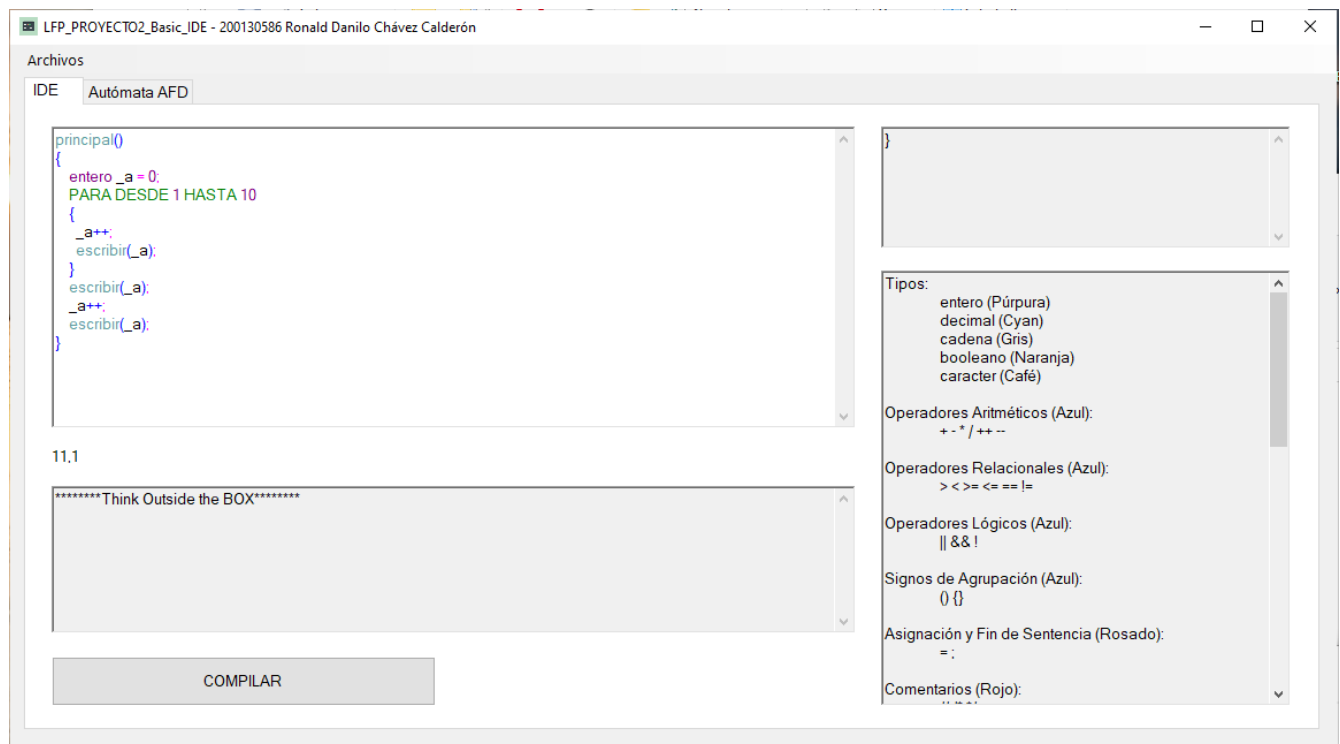 LFP_PROYECTO2_Basic_IDE - 200130586 Ronald Danilo Chávez Calderón
Archivos
IDE
Autómata AFD
principal()
{
entero _a = 0;
PARA DESDE 1 HASTA 10
{
_a++;
escribir(_a);
}
escribir(_a);
_a++;
escribir(_a);
}
11,1
********Think Outside the BOX********
COMPILAR
}
Tipos:
entero (Púrpura)
decimal (Cyan)
cadena (Gris)
booleano (Naranja)
caracter (Café)
Operadores Aritméticos (Azul):
+ - * / ++ --
Operadores Relacionales (Azul):
> < >= <= == !=
Operadores Lógicos (Azul):
|| && !
Signos de Agrupación (Azul):
() {}
Asignación y Fin de Sentencia (Rosado):
= ;
Comentarios (Rojo):